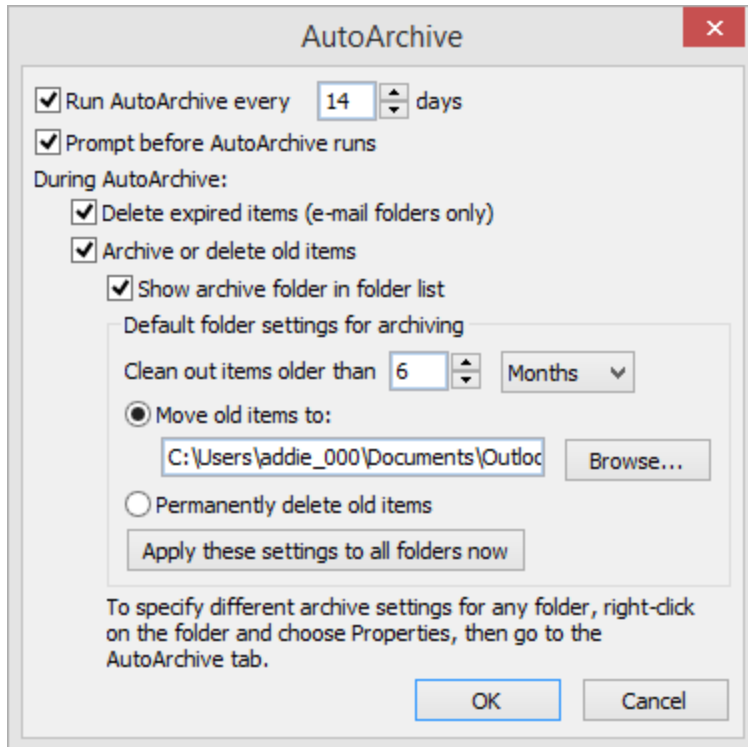 AutoArchive
Run AutoArchive every 14 days
Prompt before AutoArchive runs
During AutoArchive:
Delete expired items (e-mail folders only)
Archive or delete old items
Show archive folder in folder list
Default folder settings for archiving
Clean out items older than 6 Months
Move old items to:
C:\Users\addie_000\Documents\Outloo Browse...
Permanently delete old items
Apply these settings to all folders now
To specify different archive settings for any folder, right-click
on the folder and choose Properties, then go to the
AutoArchive tab.
OK Cancel